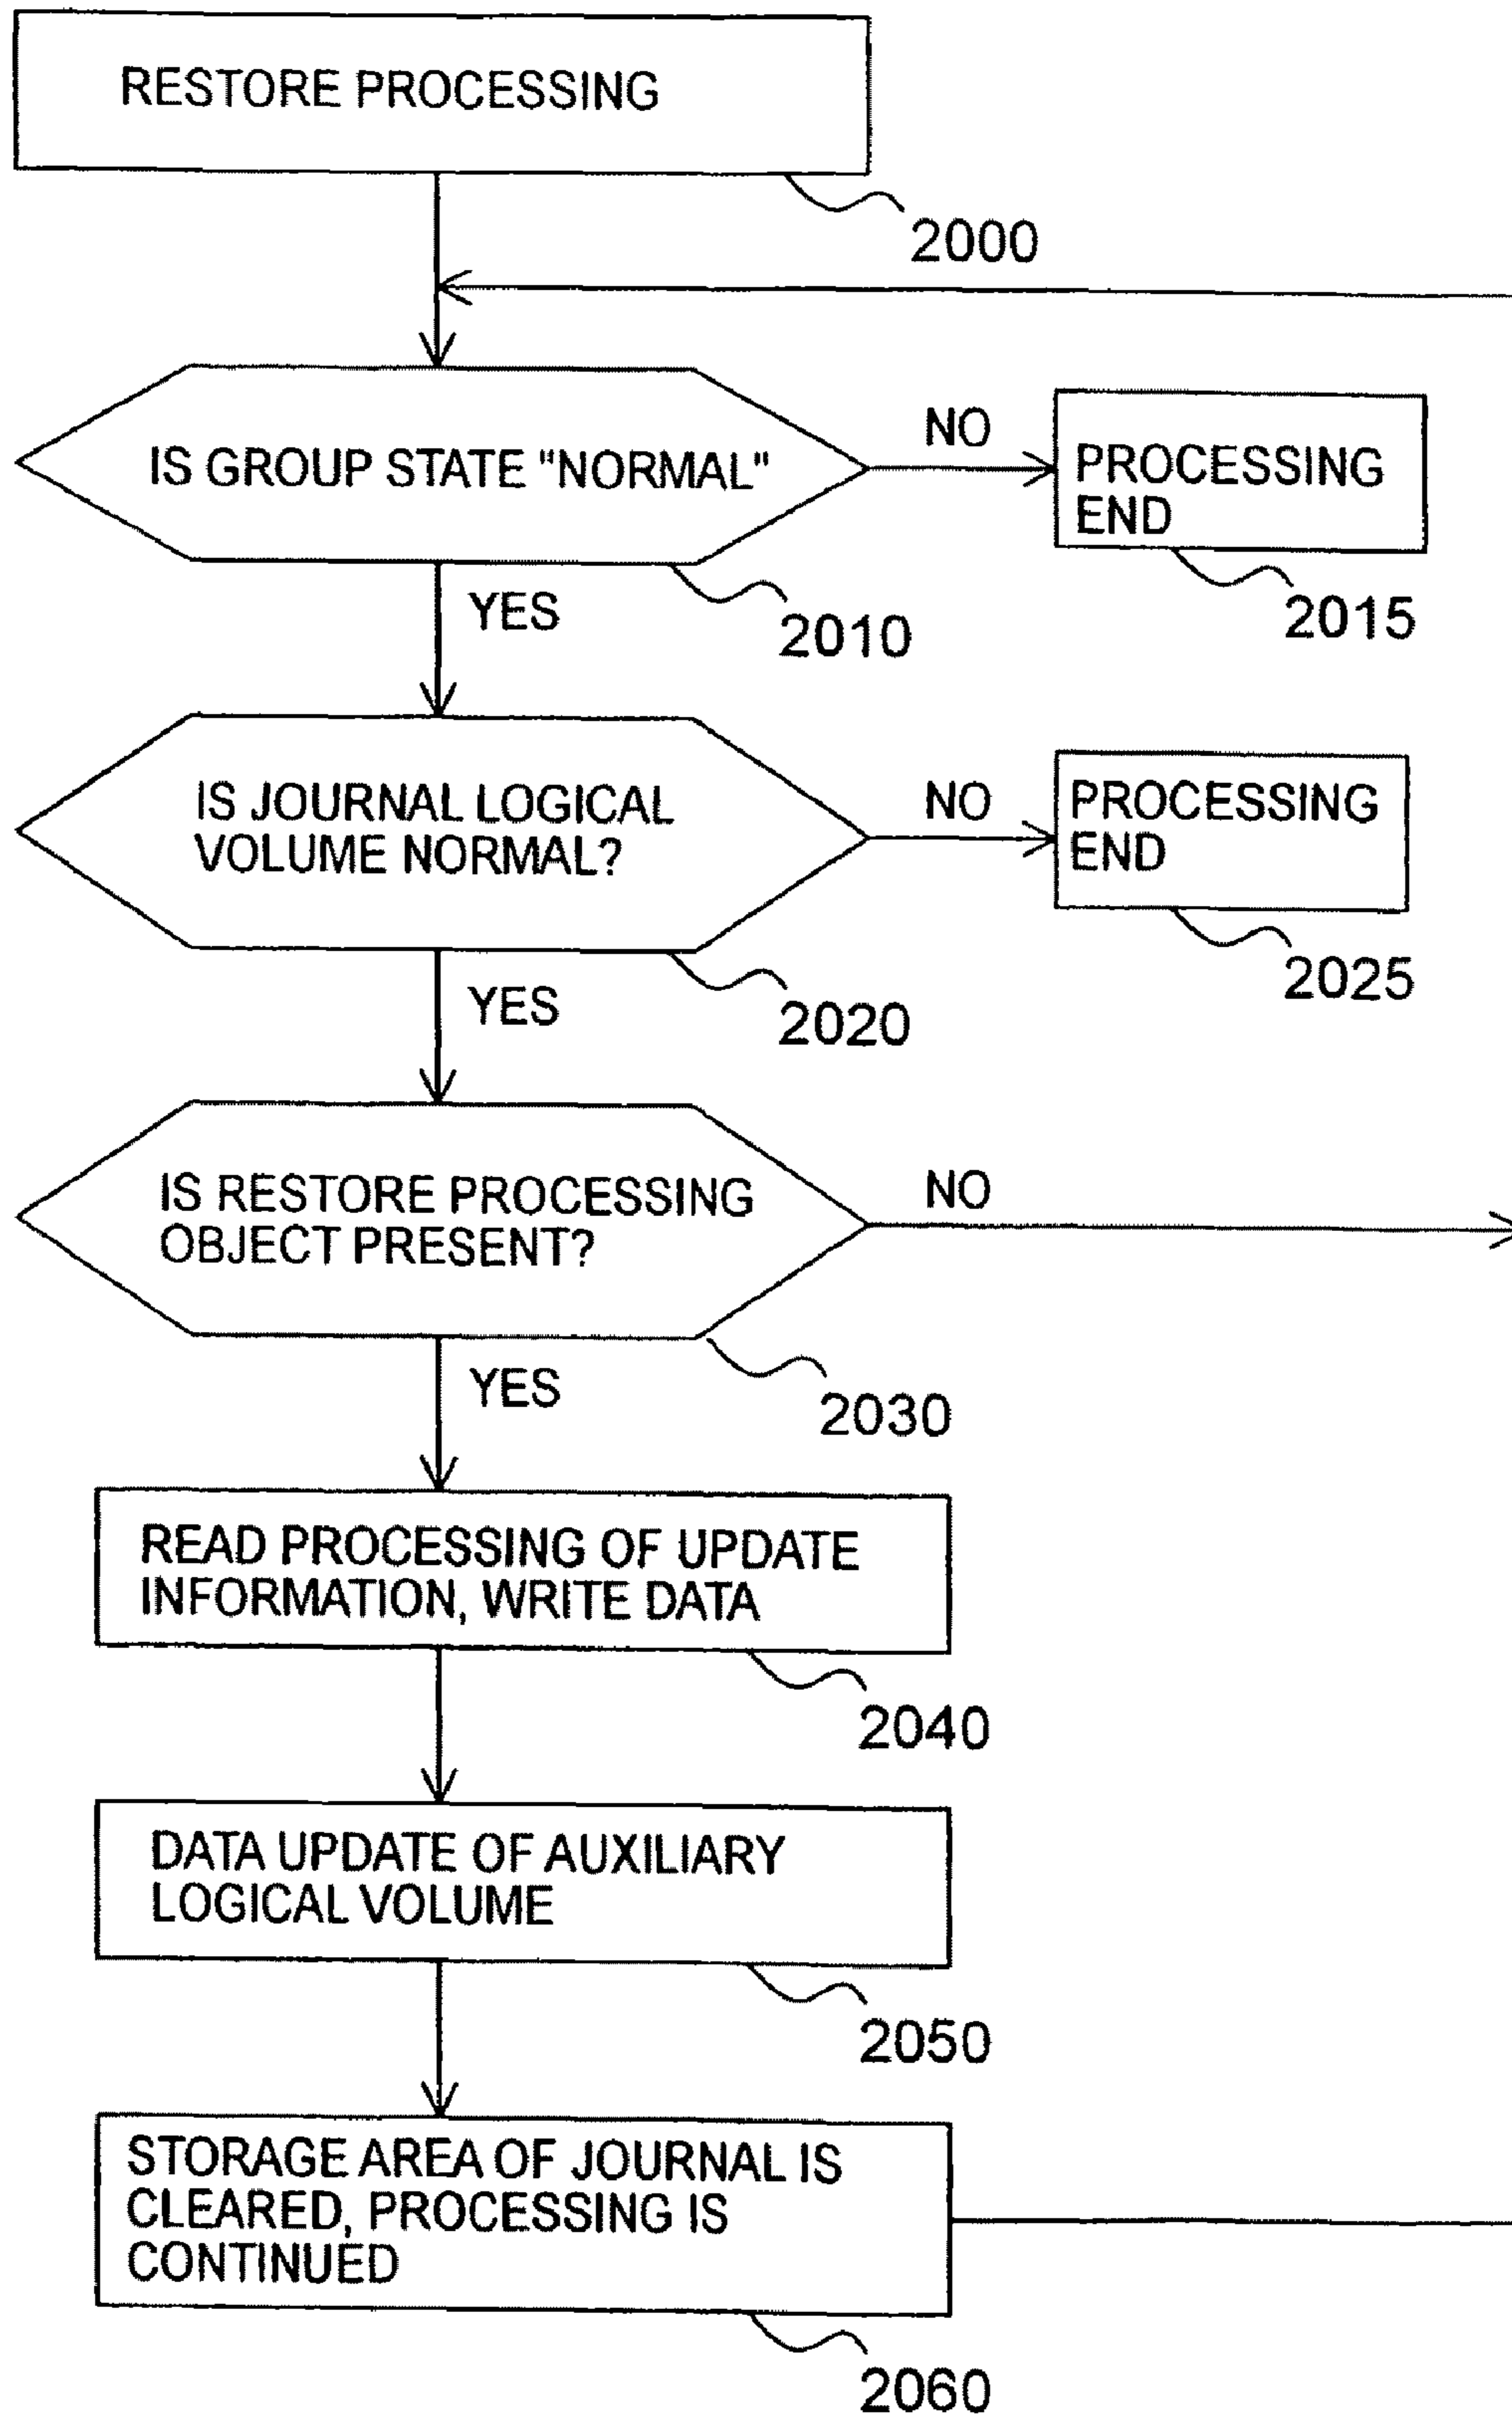 RESTORE PROCESSING
2000
IS GROUP STATE "NORMAL"
NO
PROCESSING
END
2015
YES
2010
IS JOURNAL LOGICAL
VOLUME NORMAL?
NO
PROCESSING
END
2025
YES
2020
IS RESTORE PROCESSING
OBJECT PRESENT?
NO
YES
2030
READ PROCESSING OF UPDATE
INFORMATION, WRITE DATA
2040
DATA UPDATE OF AUXILIARY
LOGICAL VOLUME
2050
STORAGE AREA OF JOURNAL IS
CLEARED, PROCESSING IS
CONTINUED
2060